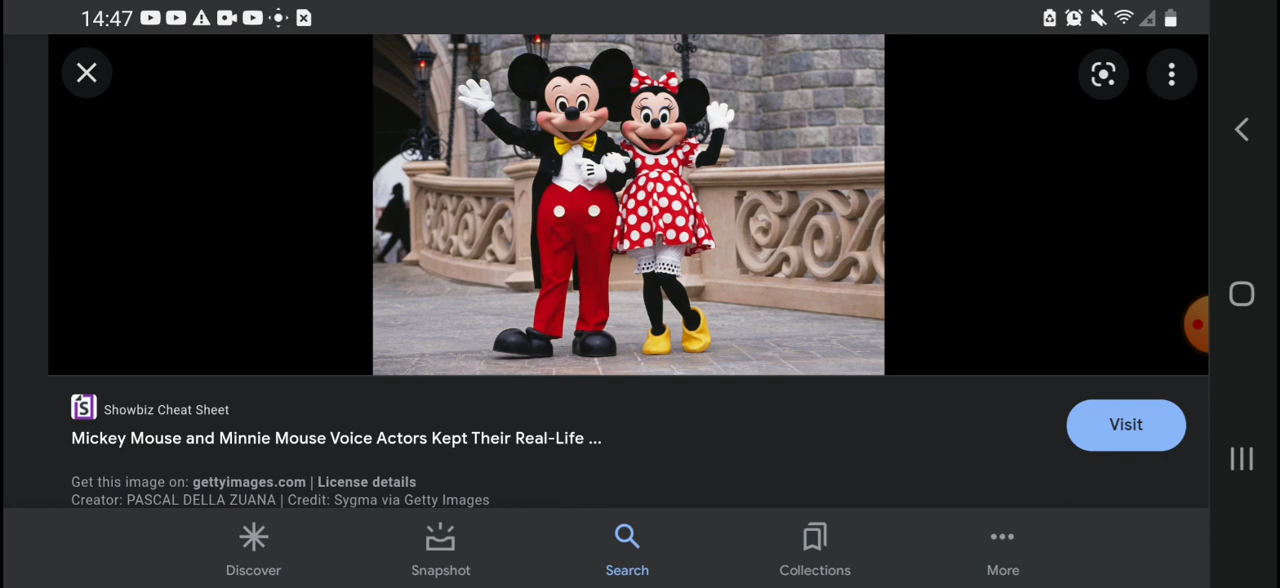 14:47
Showbiz Cheat Sheet
Mickey Mouse and Minnie Mouse Voice Actors Kept Their Real-Life ...
Visit
Get this image on: gettyimages.com | License details
Creator: PASCAL DELLA ZUANA | Credit: Sygma via Getty Images
Discover
Snapshot
Search
Collections
More